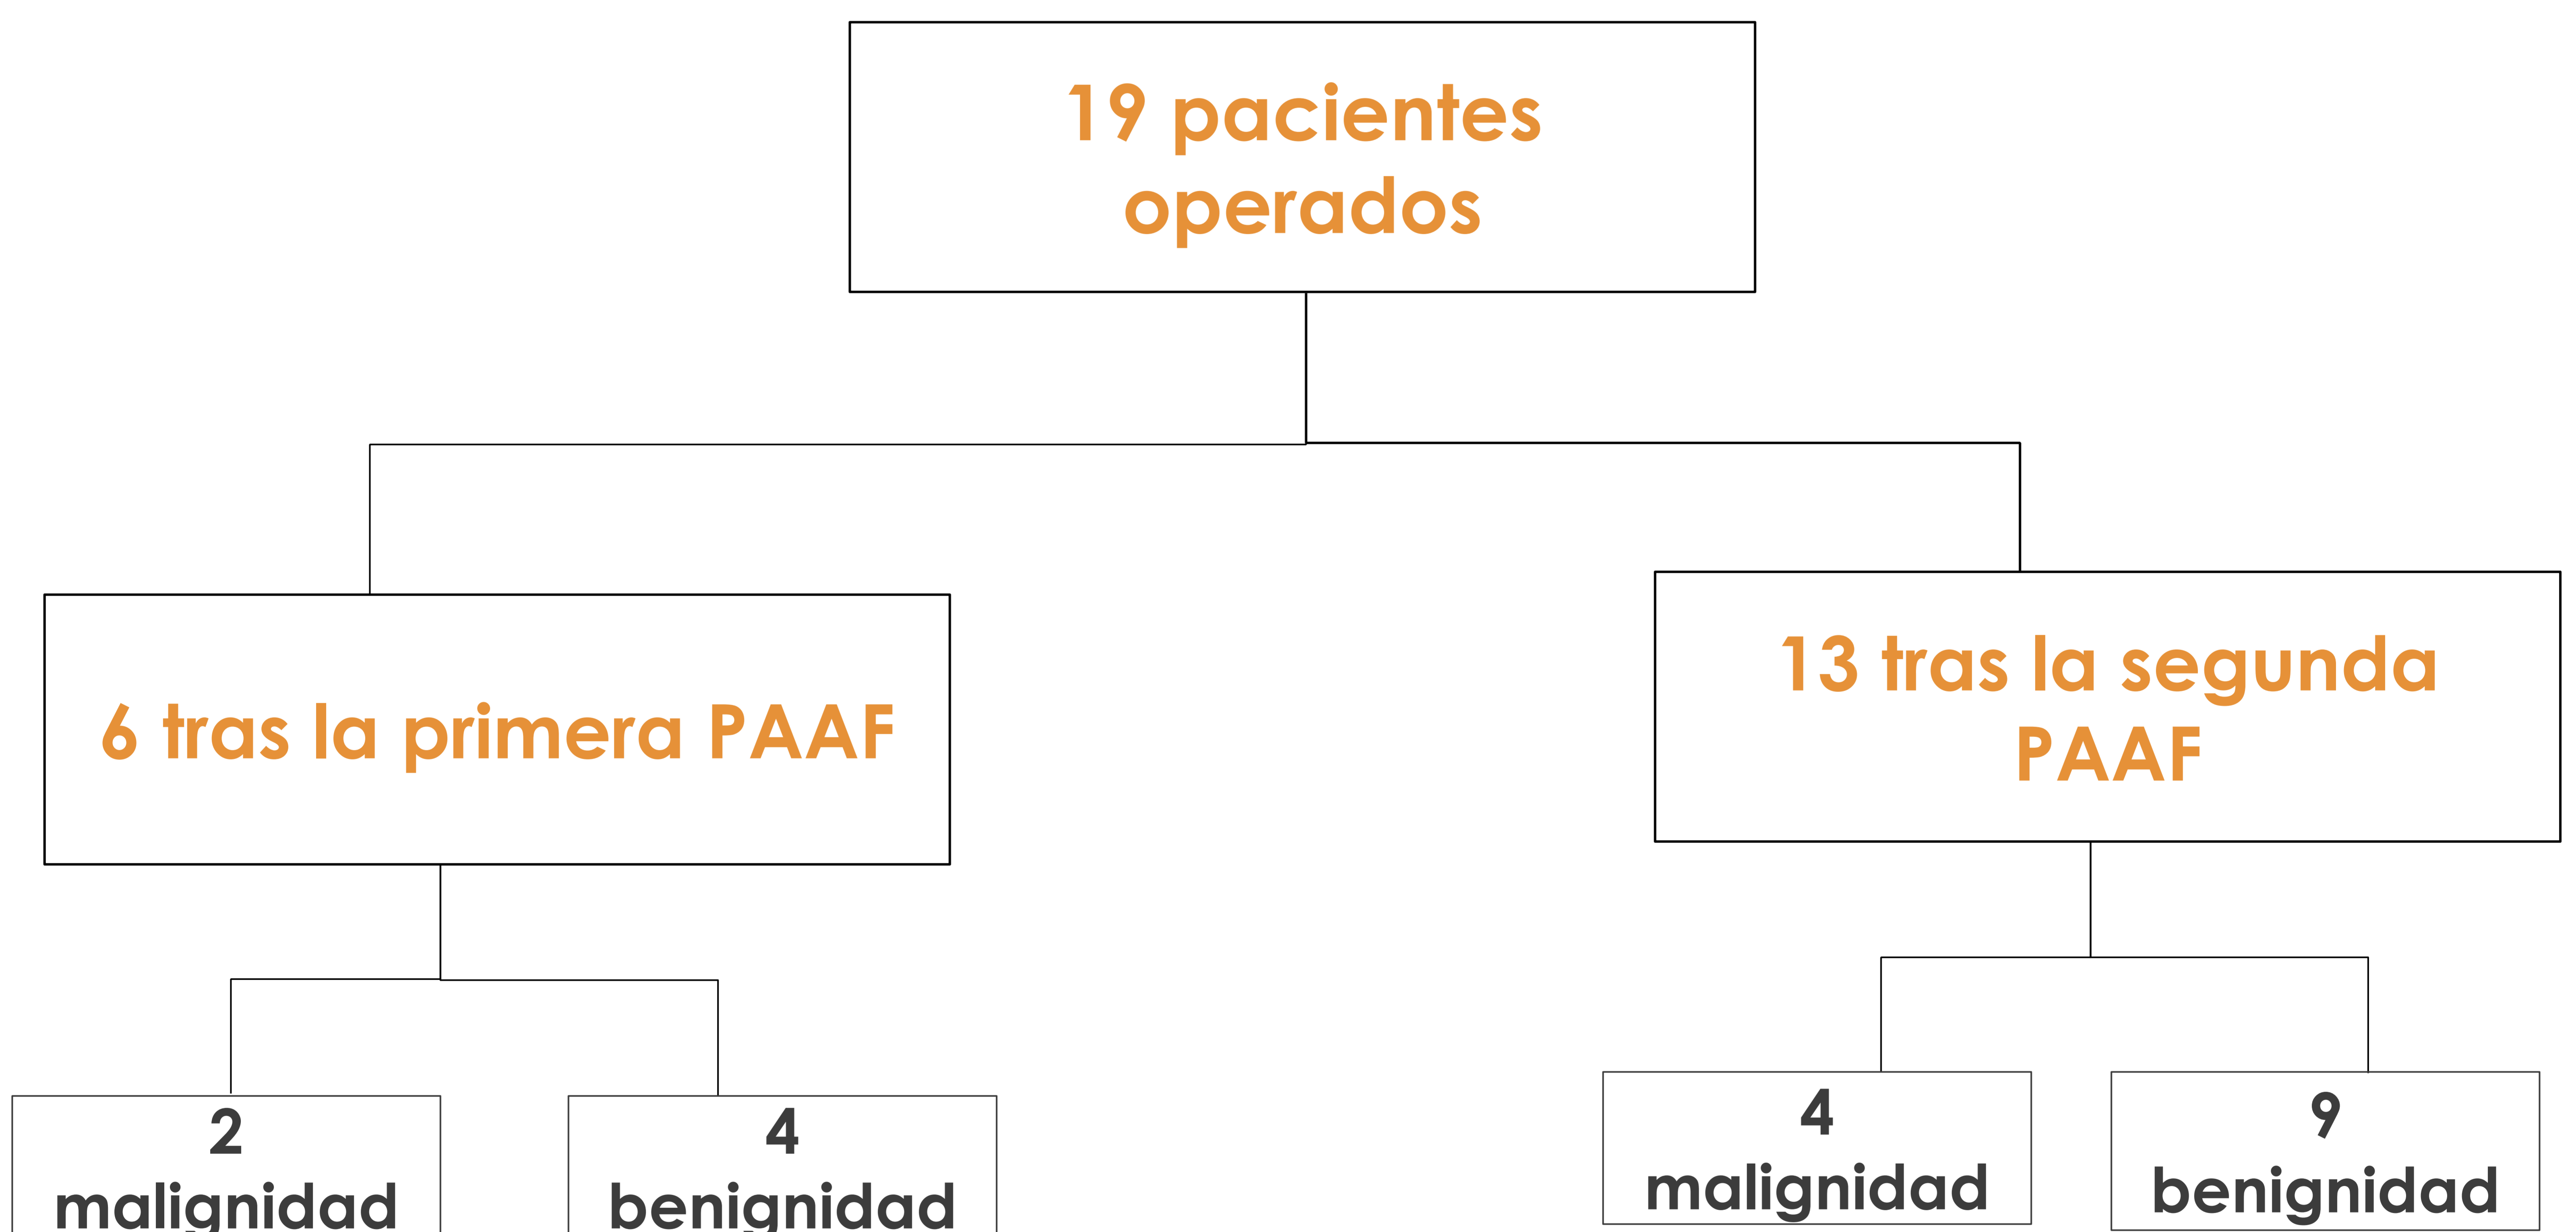 19 pacientes
operados
6 tras la primera PAAF
13 tras la segunda
PAAF
2
malignidad
4
benignidad
4
malignidad
9
benignidad